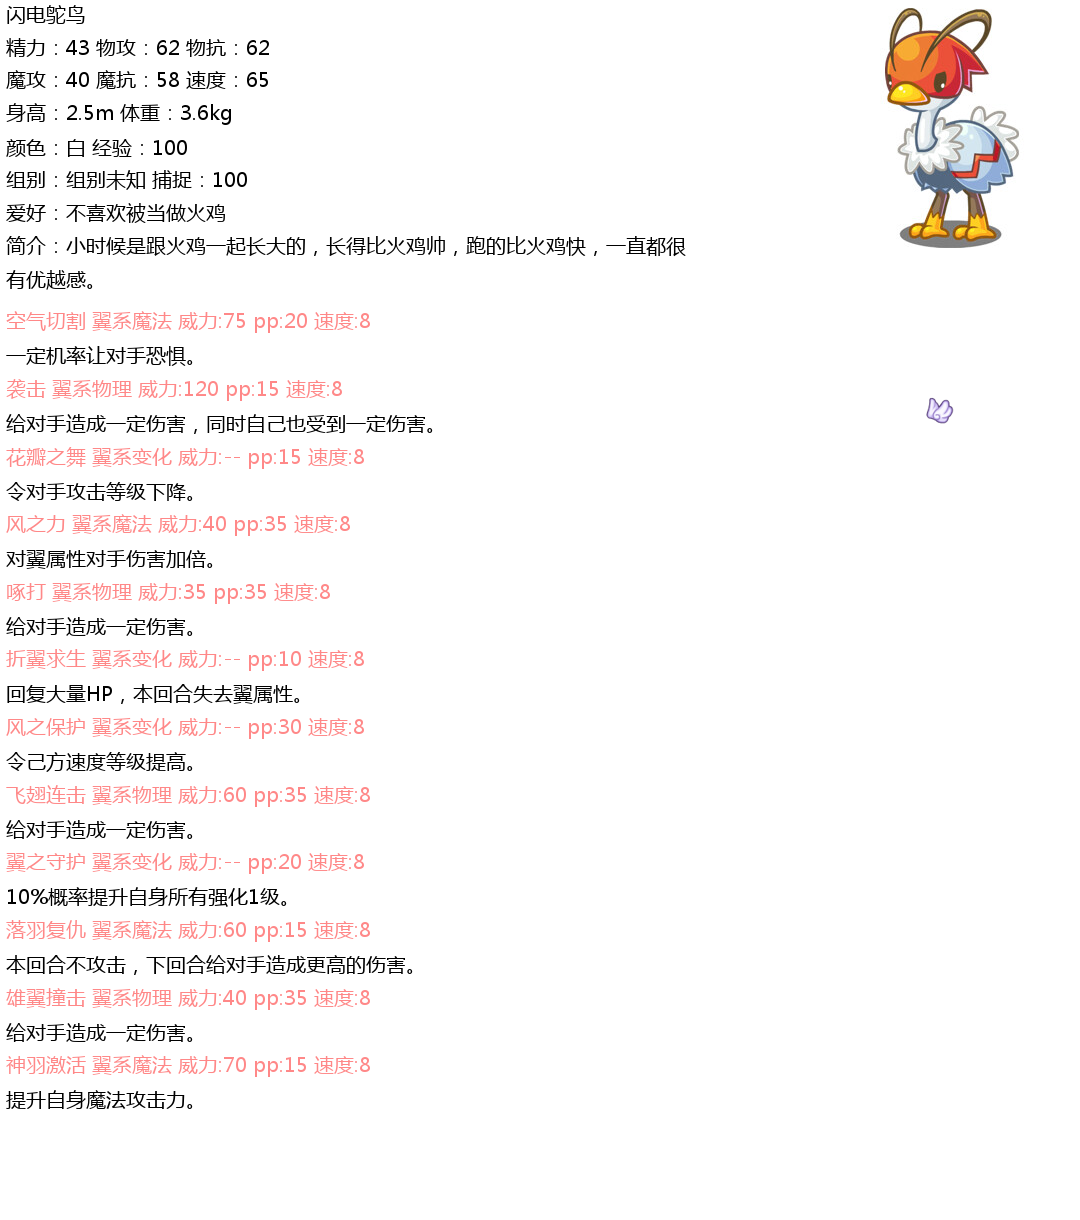 闪电鸵鸟
精力：43 物攻：62 物抗：62
魔攻：40 魔抗：58 速度：65
身高：2.5m 体重：3.6kg
颜色：白 经验：100
组别：组别未知 捕捉：100
爱好：不喜欢被当做火鸡
简介：小时候是跟火鸡一起长大的，长得比火鸡帅，跑的比火鸡快，一直都很
有优越感。
空气切割 翼系魔法 威力:75 pp:20 速度:8
一定机率让对手恐惧。
袭击 翼系物理 威力:120 pp:15 速度:8
给对手造成一定伤害，同时自己也受到一定伤害。
花瓣之舞 翼系变化 威力:-- pp:15 速度:8
令对手攻击等级下降。
风之力 翼系魔法 威力:40 pp:35 速度:8
对翼属性对手伤害加倍。
啄打 翼系物理 威力:35 pp:35 速度:8
给对手造成一定伤害。
折翼求生 翼系变化 威力:-- pp:10 速度:8
回复大量HP，本回合失去翼属性。
风之保护 翼系变化 威力:-- pp:30 速度:8
令己方速度等级提高。
飞翅连击 翼系物理 威力:60 pp:35 速度:8
给对手造成一定伤害。
翼之守护 翼系变化 威力:-- pp:20 速度:8
10%概率提升自身所有强化1级。
落羽复仇 翼系魔法 威力:60 pp:15 速度:8
本回合不攻击，下回合给对手造成更高的伤害。
雄翼撞击 翼系物理 威力:40 pp:35 速度:8
给对手造成一定伤害。
神羽激活 翼系魔法 威力:70 pp:15 速度:8
提升自身魔法攻击力。